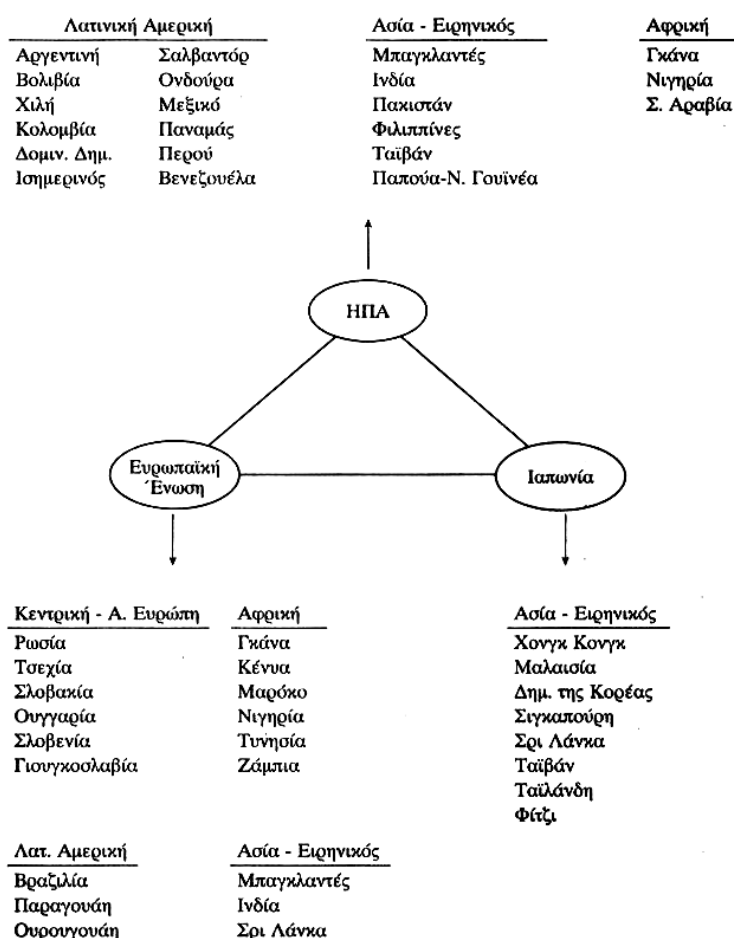 Λατινική Αμερική
Αργεντινή Σαλβαντόρ
Βολιβία Ονδούρα
Χιλή Μεξικό
Κολομβία Παναμάς
Δομιν. Δημ. Περού
Ισημερινός Βενεζουέλα
Ασία - Ειρηνικός
Μπαγκλαντές
Ινδία
Πακιστάν
Φιλιππίνες
Ταϊβάν
Παπούα-Ν. Γουϊνέα
Αφρική
Γκάνα
Νιγηρία
Σ. Αραβία
ΗΠΑ
Ευρωπαϊκή
Ένωση
Ιαπωνία
Κεντρική - Α. Ευρώπη
Ρωσία
Τσεχία
Σλοβακία
Ουγγαρία
Σλοβενία
Γιουγκοσλαβία
Αφρική
Γκάνα
Κένυα
Μαρόκο
Νιγηρία
Τυνησία
Ζάμπια
Ασία - Ειρηνικός
Χονγκ Κονγκ
Μαλαισία
Δημ. της Κορέας
Σιγκαπούρη
Σρι Λάνκα
Ταϊβάν
Ταϊλάνδη
Φίτζι
Λατ. Αμερική
Βραζιλία
Παραγουάη
Ουρουγουάη
Ασία - Ειρηνικός
Μπαγκλαντές
Ινδία
Σρι Λάνκα